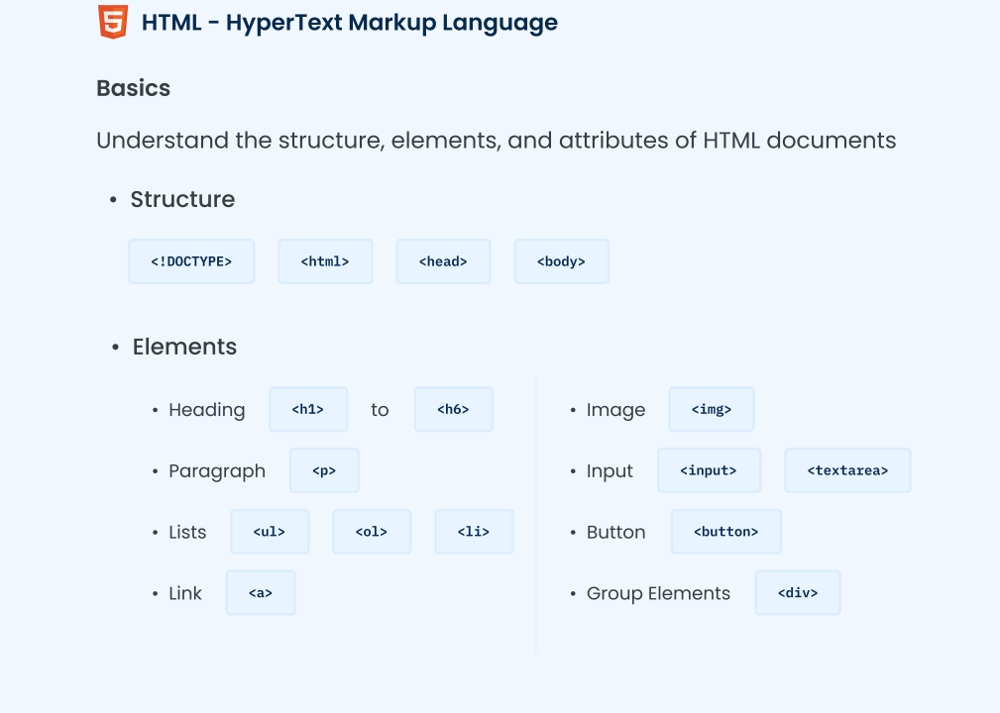 HTML - HyperText Markup Language
Basics
Understand the structure, elements, and attributes of HTML documents
• Structure
<!DOCTYPE> <html> <head> <body>
• Elements
• Heading <h1> to <h6>
• Paragraph <p>
• Lists <ul> <ol> <li>
• Link <a>
• Image <img>
• Input <input> <textarea>
• Button <button>
• Group Elements <div>